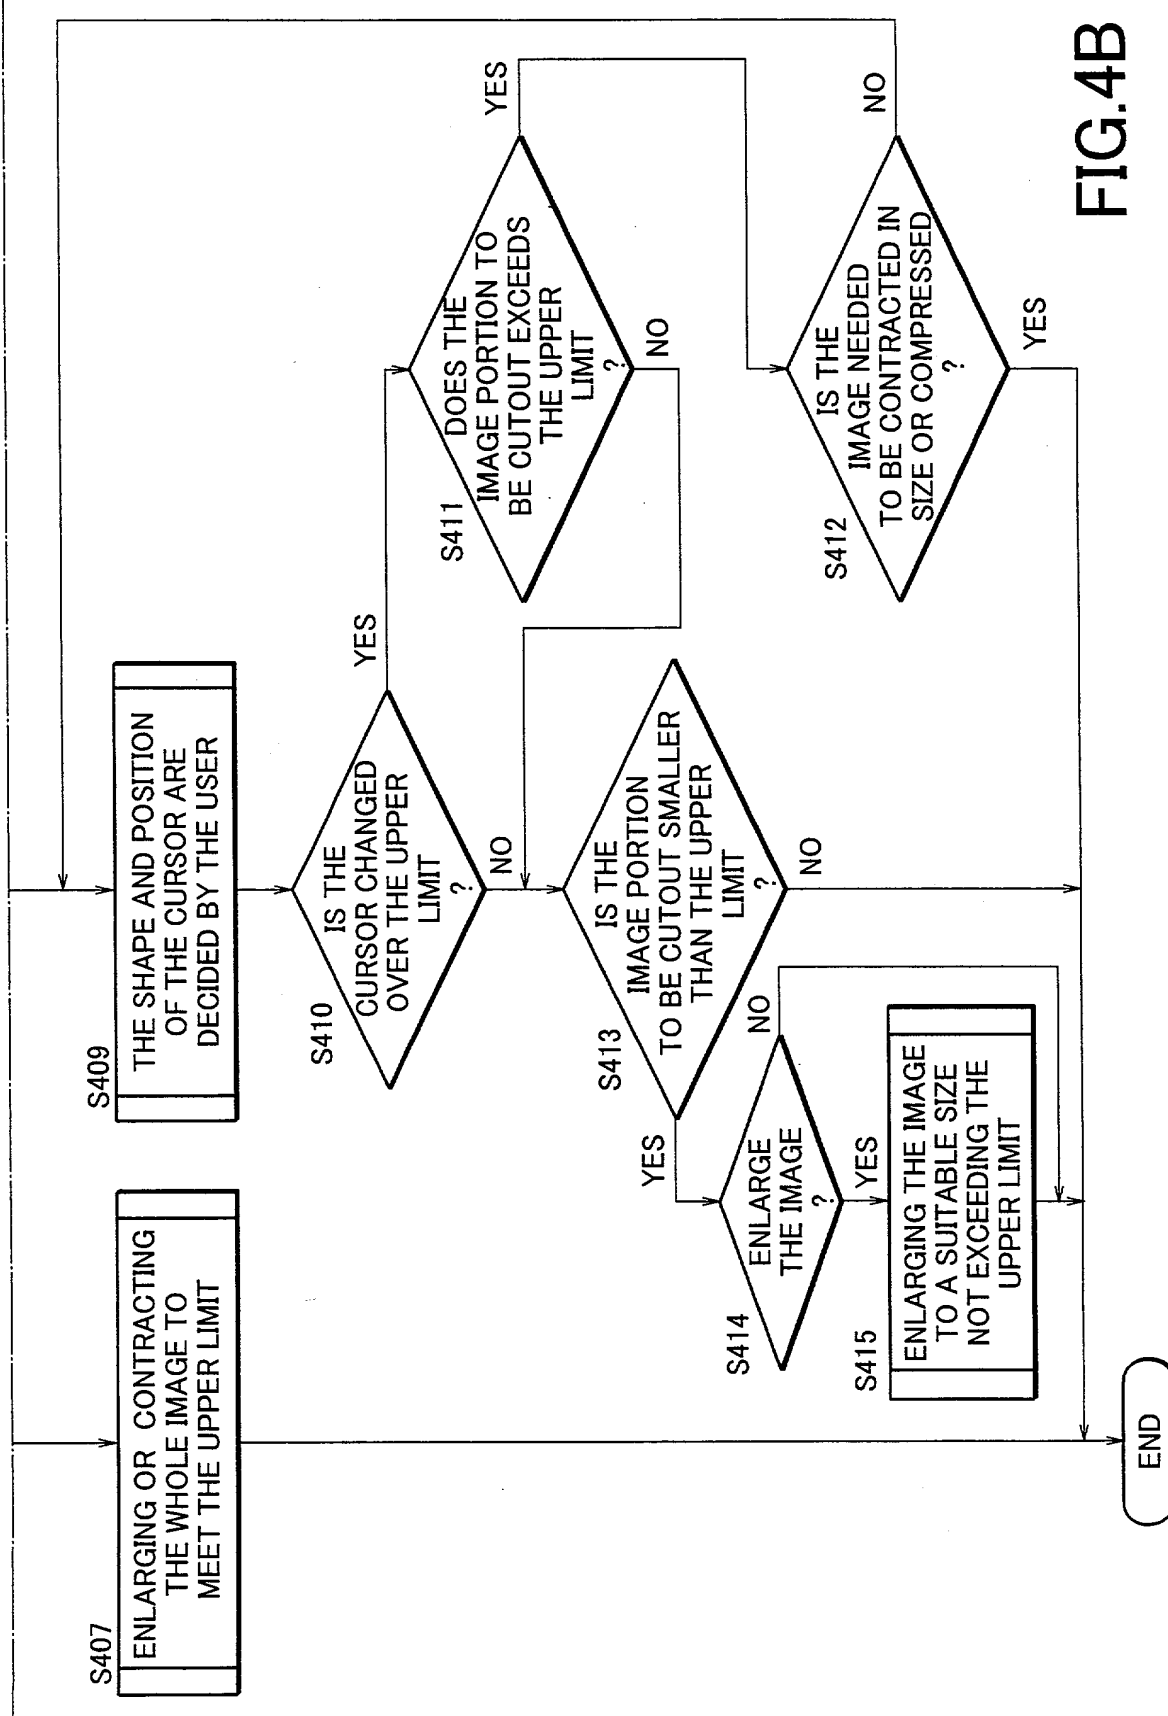 S407
ENLARGING OR CONTRACTING
THE WHOLE IMAGE TO
MEET THE UPPER LIMIT
S409
THE SHAPE AND POSITION
OF THE CURSOR ARE
DECIDED BY THE USER
S410
IS THE
CURSOR CHANGED
OVER THE UPPER
LIMIT
?
YES
NO
S411
DOES THE
IMAGE PORTION TO
BE CUTOUT EXCEEDS
THE UPPER
LIMIT
?
YES
NO
S413
IS THE
IMAGE PORTION
TO BE CUTOUT SMALLER
THAN THE UPPER
LIMIT
?
YES
NO
S414
ENLARGE
THE IMAGE
?
NO
YES
S412
IS THE
IMAGE NEEDED
TO BE CONTRACTED IN
SIZE OR COMPRESSED
?
NO
YES
S415
ENLARGING THE IMAGE
TO A SUITABLE SIZE
NOT EXCEEDING THE
UPPER LIMIT
END
FIG.4B